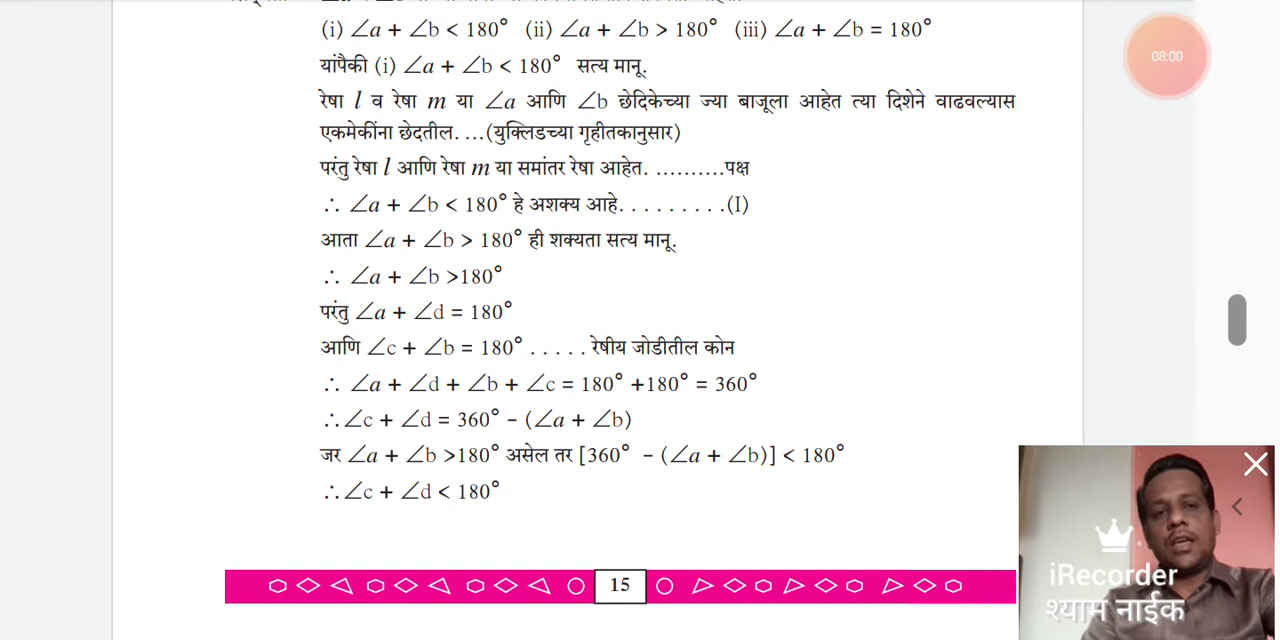 (i) ∠a + ∠b < 180° (ii) ∠a + ∠b > 180° (iii) ∠a + ∠b = 180°
यांपैकी (i) ∠a + ∠b < 180° सत्य मानू.
रेषा l व रेषा m या ∠a आणि ∠b छेदिकेच्या ज्या बाजूला आहेत त्या दिशेने वाढवल्यास
एकमेकींना छेदतील. ...(युक्लिडच्या गृहीतकानुसार)
परंतु रेषा l आणि रेषा m या समांतर रेषा आहेत. ..........पक्ष
∴ ∠a + ∠b < 180° हे अशक्य आहे. . . . . . . . .(I)
आता ∠a + ∠b > 180° ही शक्यता सत्य मानू.
∴ ∠a + ∠b >180°
परंतु ∠a + ∠d = 180°
आणि ∠c + ∠b = 180° . . . . . रेषीय जोडीतील कोन
∴ ∠a + ∠d + ∠b + ∠c = 180° +180° = 360°
∴∠c + ∠d = 360° - (∠a + ∠b)
जर ∠a + ∠b >180° असेल तर [360° - (∠a + ∠b)] < 180°
∴∠c + ∠d < 180°
15
08:00
iRecorder
श्याम नाईक